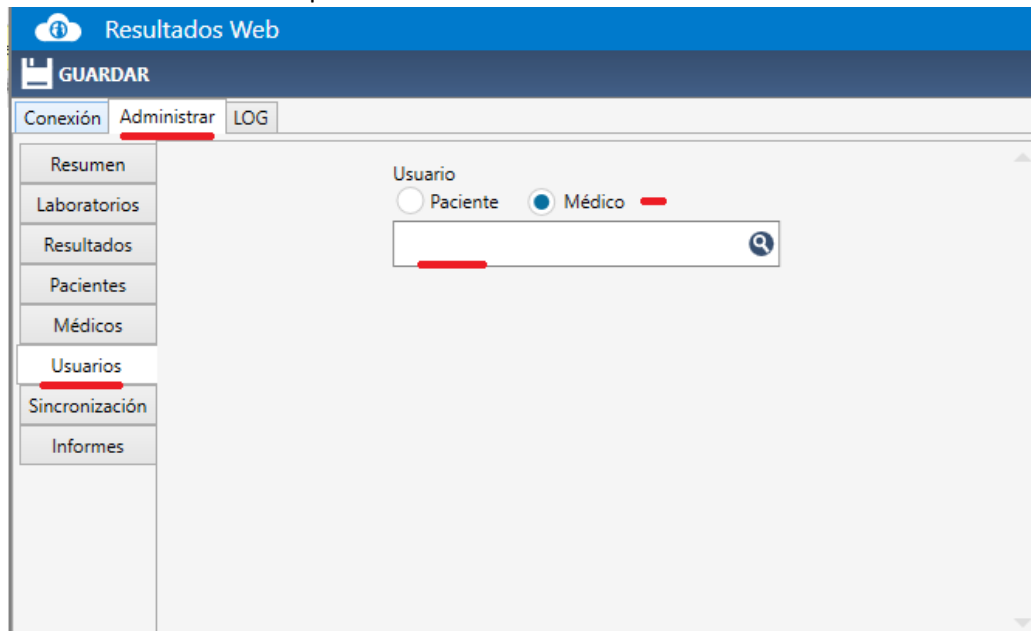 Resultados Web
GUARDAR
Conexión Administrar LOG
Resumen
Laboratorios
Resultados
Pacientes
Médicos
Usuarios
Sincronización
Informes
Usuario
Paciente Médico